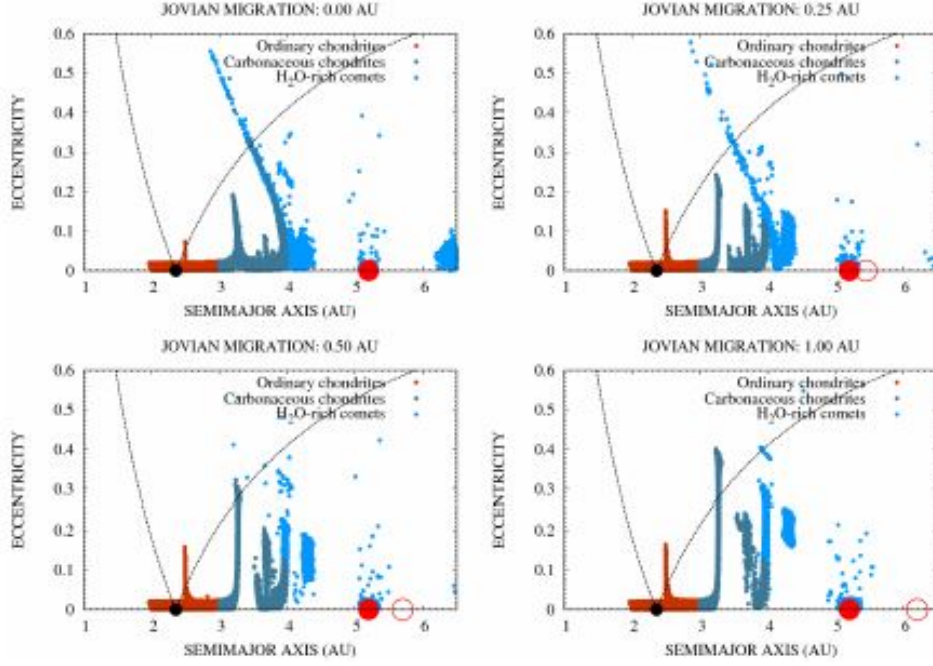 JOVIAN MIGRATION: 0.00 AU
0.6
0.5
0.4
0.3
0.2
0.1
0
ECCENTRICITY
Ordinary chondrites
Carbonaceous chondrites
H₂O-rich comets
1 2 3 4 5 6
SEMIMAJOR AXIS (AU)
JOVIAN MIGRATION: 0.25 AU
0.6
0.5
0.4
0.3
0.2
0.1
0
ECCENTRICITY
Ordinary chondrites
Carbonaceous chondrites
H₂O-rich comets
1 2 3 4 5 6
SEMIMAJOR AXIS (AU)
JOVIAN MIGRATION: 0.50 AU
0.6
0.5
0.4
0.3
0.2
0.1
0
ECCENTRICITY
Ordinary chondrites
Carbonaceous chondrites
H₂O-rich comets
1 2 3 4 5 6
SEMIMAJOR AXIS (AU)
JOVIAN MIGRATION: 1.00 AU
0.6
0.5
0.4
0.3
0.2
0.1
0
ECCENTRICITY
Ordinary chondrites
Carbonaceous chondrites
H₂O-rich comets
1 2 3 4 5 6
SEMIMAJOR AXIS (AU)